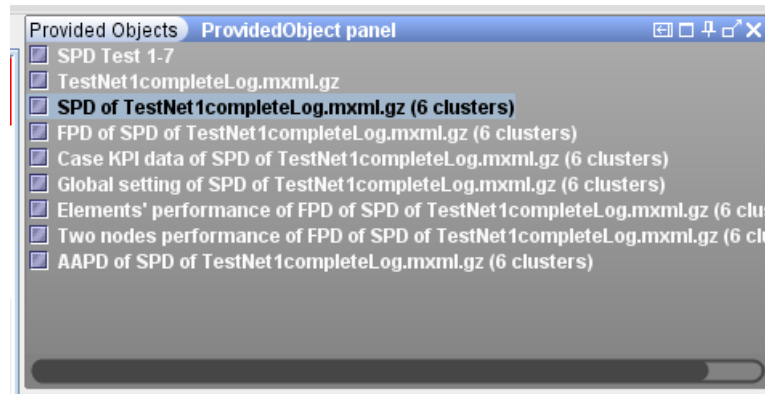 Provided Objects ProvidedObject panel
SPD Test 1-7
TestNet1completeLog.mxml.gz
SPD of TestNet1completeLog.mxml.gz (6 clusters)
FPD of SPD of TestNet1completeLog.mxml.gz (6 clusters)
Case KPI data of SPD of TestNet1completeLog.mxml.gz (6 clusters)
Global setting of SPD of TestNet1completeLog.mxml.gz (6 clusters)
Elements' performance of FPD of SPD of TestNet1completeLog.mxml.gz (6 clu
Two nodes performance of FPD of SPD of TestNet1completeLog.mxml.gz (6 cl
AAPD of SPD of TestNet1completeLog.mxml.gz (6 clusters)